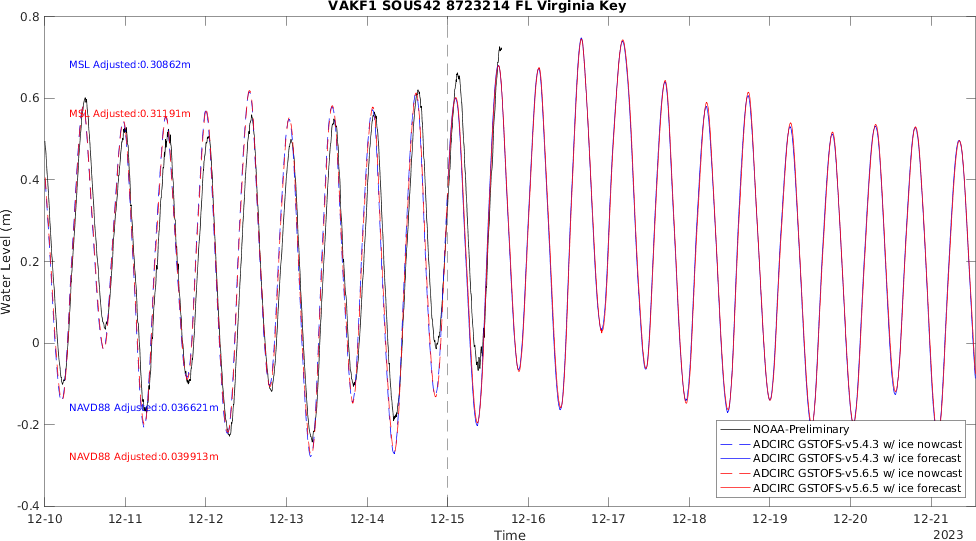 VAKF1 SOUS42 8723214 FL Virginia Key
0.8
0.6
0.4
0.2
0
-0.2
-0.4
Water Level (m)
MSL Adjusted:0.30862m
MSL Adjusted:0.31191m
NAVD88 Adjusted:0.036621m
NAVD88 Adjusted:0.039913m
NOAA-Preliminary
ADCIRC GSTOFS-v5.4.3 w/ ice nowcast
ADCIRC GSTOFS-v5.4.3 w/ ice forecast
ADCIRC GSTOFS-v5.6.5 w/ ice nowcast
ADCIRC GSTOFS-v5.6.5 w/ ice forecast
12-10 12-11 12-12 12-13 12-14 12-15 12-16 12-17 12-18 12-19 12-20 12-21
Time
2023